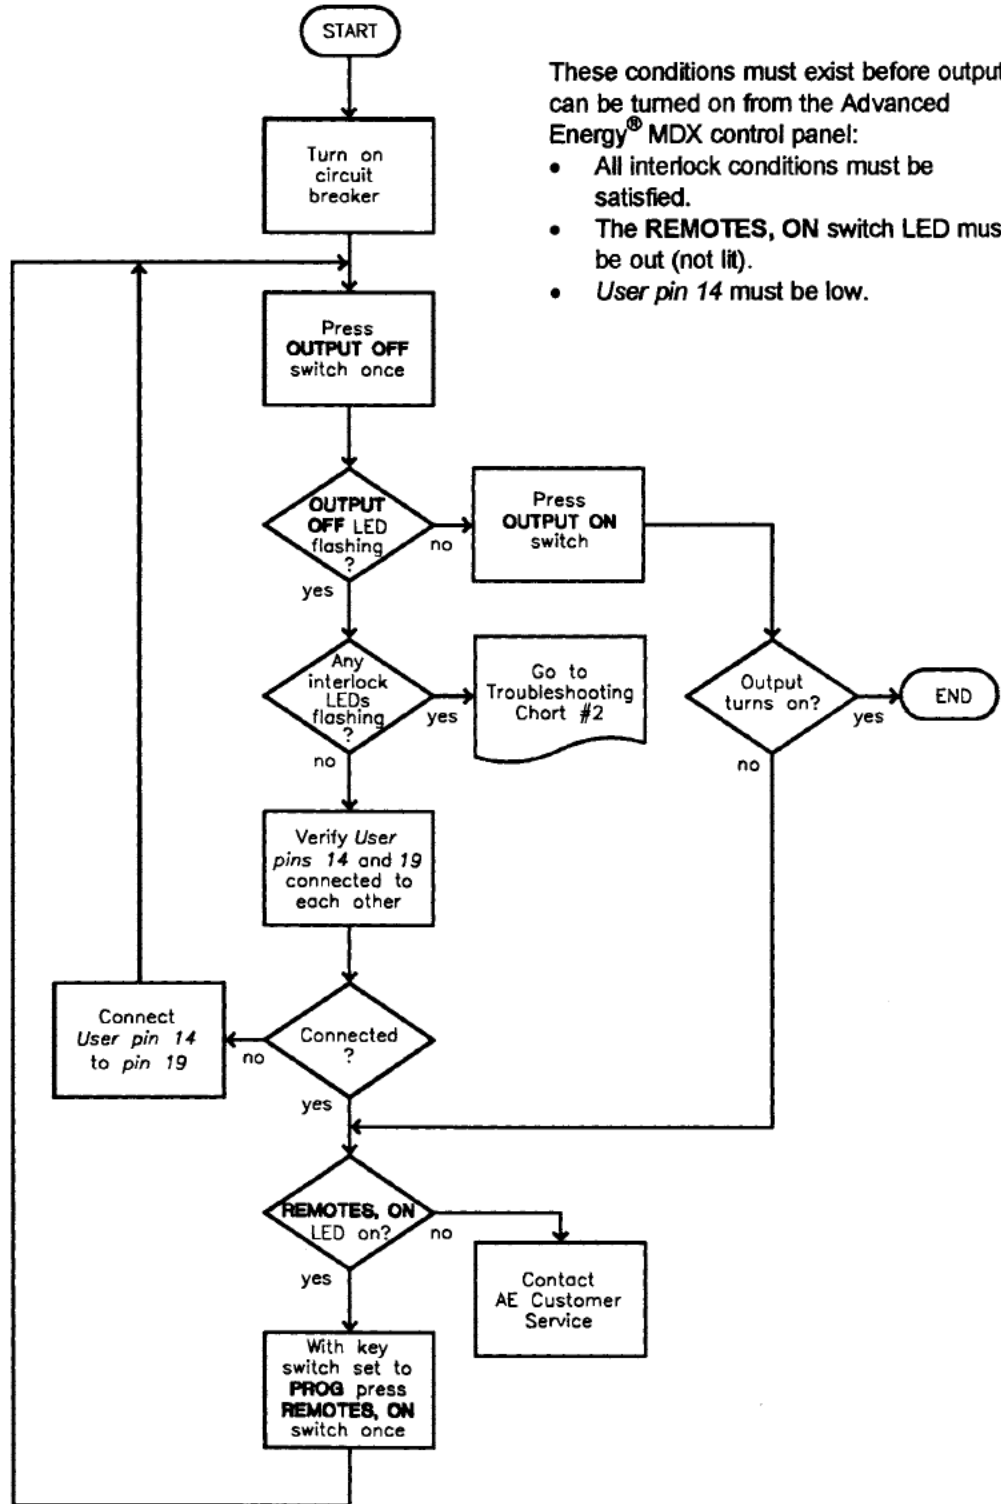 START
These conditions must exist before output
can be turned on from the Advanced
Energy® MDX control panel:
• All interlock conditions must be
satisfied.
• The REMOTES, ON switch LED mus
be out (not lit).
• User pin 14 must be low.
Turn on
circuit
breaker
Press
OUTPUT OFF
switch once
OUTPUT
OFF LED
flashing
?
no
yes
Press
OUTPUT ON
switch
Any
interlock
LEDs
flashing
?
yes
no
Go to
Troubleshooting
Chart #2
Output
turns on?
yes
no
END
Verify User
pins 14 and 19
connected to
each other
Connected
?
no
yes
Connect
User pin 14
to pin 19
REMOTES, ON
LED on?
no
yes
Contact
AE Customer
Service
With key
switch set to
PROG press
REMOTES, ON
switch once